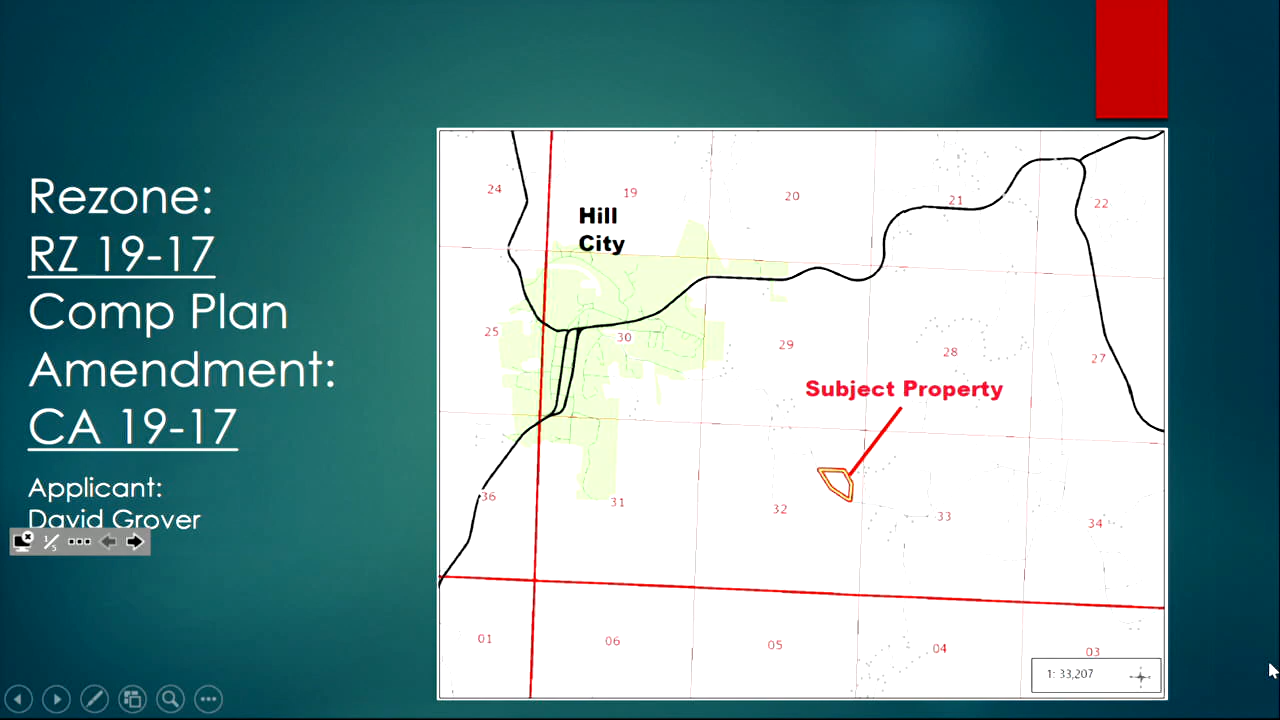 Rezone:
RZ 19-17
Comp Plan
Amendment:
CA 19-17
Applicant:
David Grover
1/5
24
19
20
21
22
Hill
City
25
30
29
28
27
Subject Property
36
31
32
33
34
01
06
05
04
03
1: 33,207